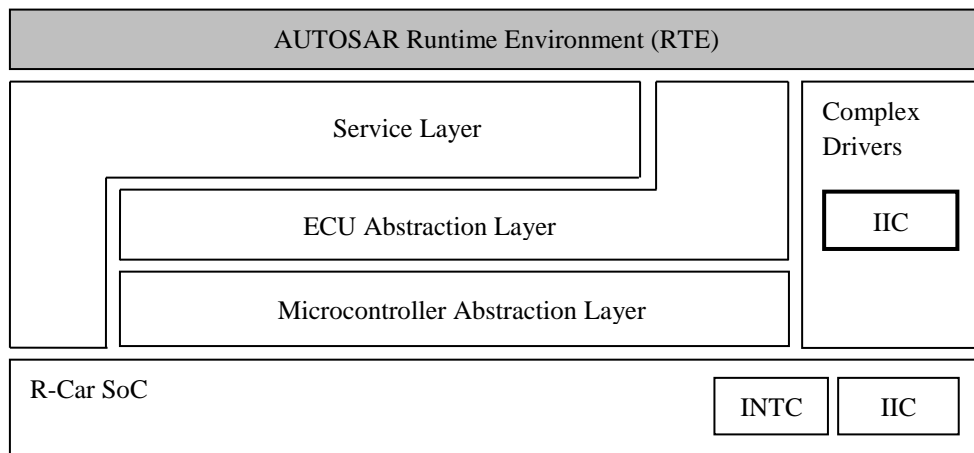 AUTOSAR Runtime Environment (RTE)
Service Layer
Complex
Drivers
IIC
ECU Abstraction Layer
Microcontroller Abstraction Layer
R-Car SoC
INTC
IIC